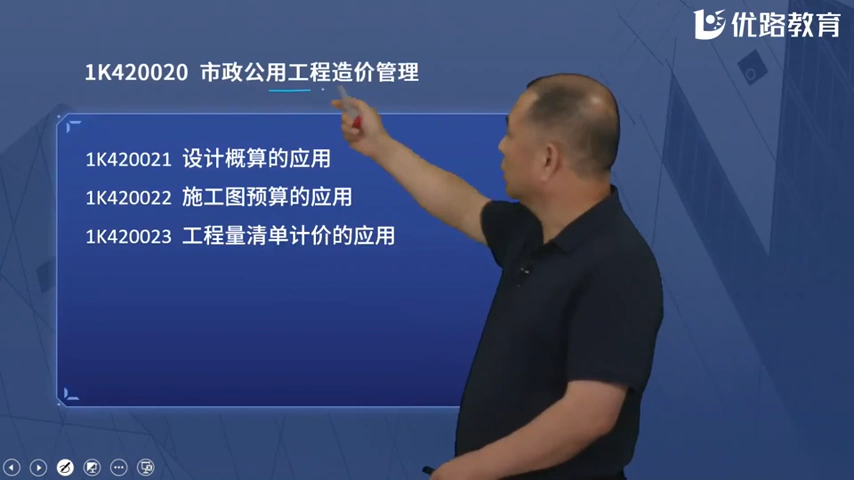 优路教育
1K420020 市政公用工程造价管理
1K420021 设计概算的应用
1K420022 施工图预算的应用
1K420023 工程量清单计价的应用